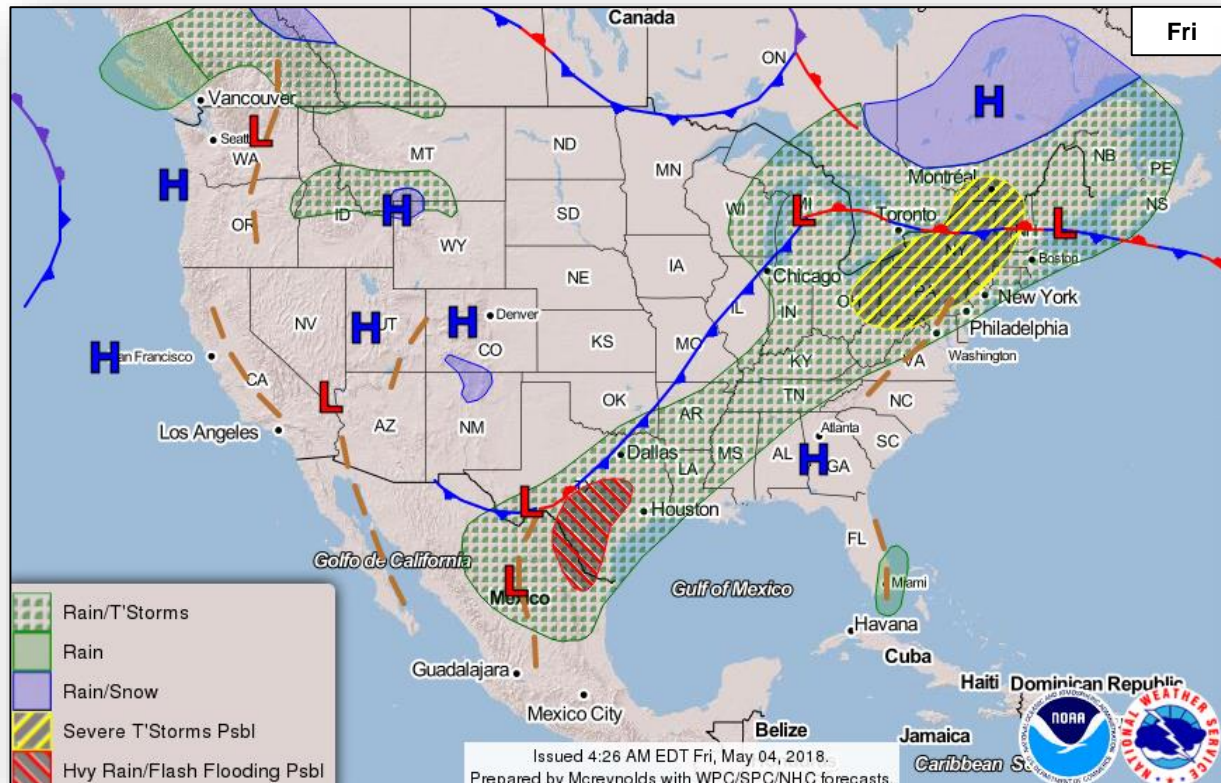 Canada
Fri
ON
Vancouver
Seatt
WA
MT
ND
MN
NB
PE
Montréal
NS
OR
ID
SD
WI
MI
Toronto
WY
NY
Boston
IA
NE
Chicago
New York
NV
UT
Denver
IL
IN
PA
Philadelphia
an Francisco
CO
KS
MO
KY
VA
Washington
CA
OK
TN
NC
Los Angeles
AZ
NM
AR
Atlanta
SC
Dallas
LA
MS
AL
GA
Houston
FL
Golfo de California
Gulf of Mexico
Miami
Mexico
Havana
Cuba
Guadalajara
Mexico City
Haiti
Dominican Republic
Belize
Jamaica
Caribbean S
H
H
H
H
H
H
H
L
L
L
L
L
L
Rain/T'Storms
Rain
Rain/Snow
Severe T'Storms Psbl
Hvy Rain/Flash Flooding Psbl
Issued 4:26 AM EDT Fri, May 04, 2018.
Prepared by Mcreynolds with WPC/SPC/NHC forecasts.
NOAA
NATIONAL WEATHER SERVICE